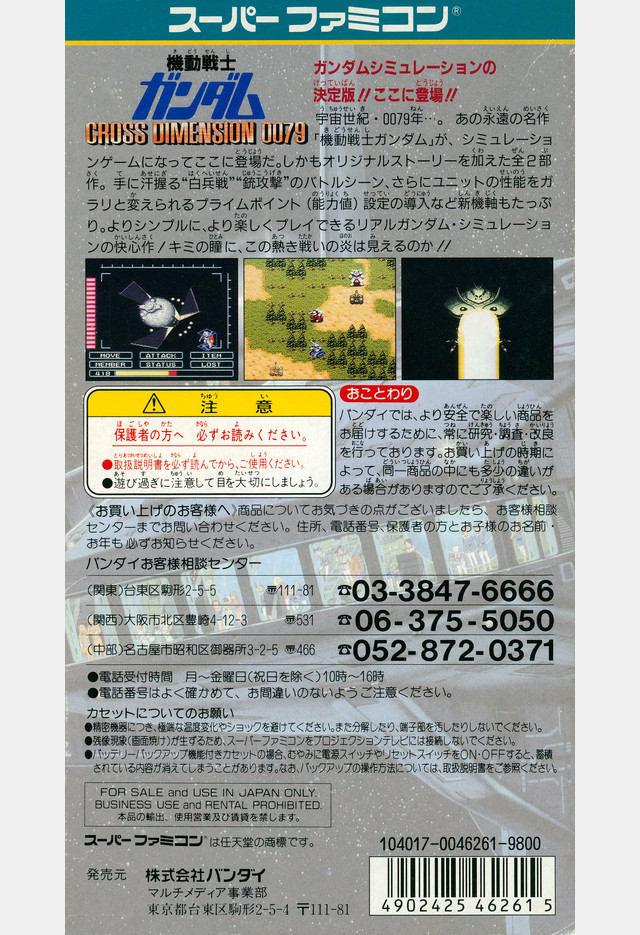 スーパーファミコン®
機動戦士
ガンダム
CROSS DIMENSION 0079
ガンダムシミュレーションの
決定版!! ここに登場!!
宇宙世紀・0079年…。あの永遠の名作
「機動戦士ガンダム」が、シミュレーショ
ンゲームになってここに登場だ。しかもオリジナルストーリーを加えた全2部
作。手に汗握る“白兵戦”“銃攻撃”のバトルシーン、さらにユニットの性能をガ
ラリと変えられるプライムポイント(能力値)設定の導入など新機軸もたっぷ
り。よりシンプルに、より楽しくプレイできるリアルガンダム・シミュレーション
の快心作!キミの瞳に、この熱き戦いの炎は見えるのか!!
MOVE ATTACK ITEM
MEMBER STATUS LOST
418
注意
保護者の方へ 必ずお読みください。
●取扱説明書を必ず読んでから、ご使用ください。
●遊び過ぎに注意して目を大切にしましょう。
おことわり
バンダイでは、より安全で楽しい商品を
お届けするために、常に研究・調査・改良
を行っております。お買い上げの時期に
よって、同一商品の中にも多少の違いが
ある場合がありますのでご了承ください。
《お買い上げのお客様へ》商品についてお気づきの点がございましたら、お客様相談
センターまでお問い合わせください。住所、電話番号、保護者の方とお子様のお名前・
お年も必ずお知らせください。
バンダイお客様相談センター
(関東)台東区駒形2-5-5 〠111-81 ☎03-3847-6666
(関西)大阪市北区豊崎4-12-3 〠531 ☎06-375-5050
(中部)名古屋市昭和区御器所3-2-5 〠466 ☎052-872-0371
●電話受付時間 月〜金曜日(祝日を除く)10時〜16時
●電話番号はよく確かめて、お間違いのないようご注意ください。
カセットについてのお願い
●精密機器につき、極端な温度変化やショックを避けてください。また分解したり、端子部を汚したりしないでください。
●残像現象(画面焼け)が生ずるため、スーパーファミコンをプロジェクションテレビには接続しないでください。
●バッテリーバックアップ機能付きカセットの場合、むやみに電源スイッチやリセットスイッチをON・OFFすると、蓄積
されている内容が消えてしまうことがあります。なお、バックアップの操作方法については、取扱説明書をご参照ください。
FOR SALE and USE IN JAPAN ONLY.
BUSINESS USE and RENTAL PROHIBITED.
本品の輸出、使用営業及び賃貸を禁じます。
スーパーファミコン®は任天堂の商標です。
104017-0046261-9800
発売元 株式会社バンダイ
マルチメディア事業部
東京都台東区駒形2-5-4 〒111-81
4902425462615